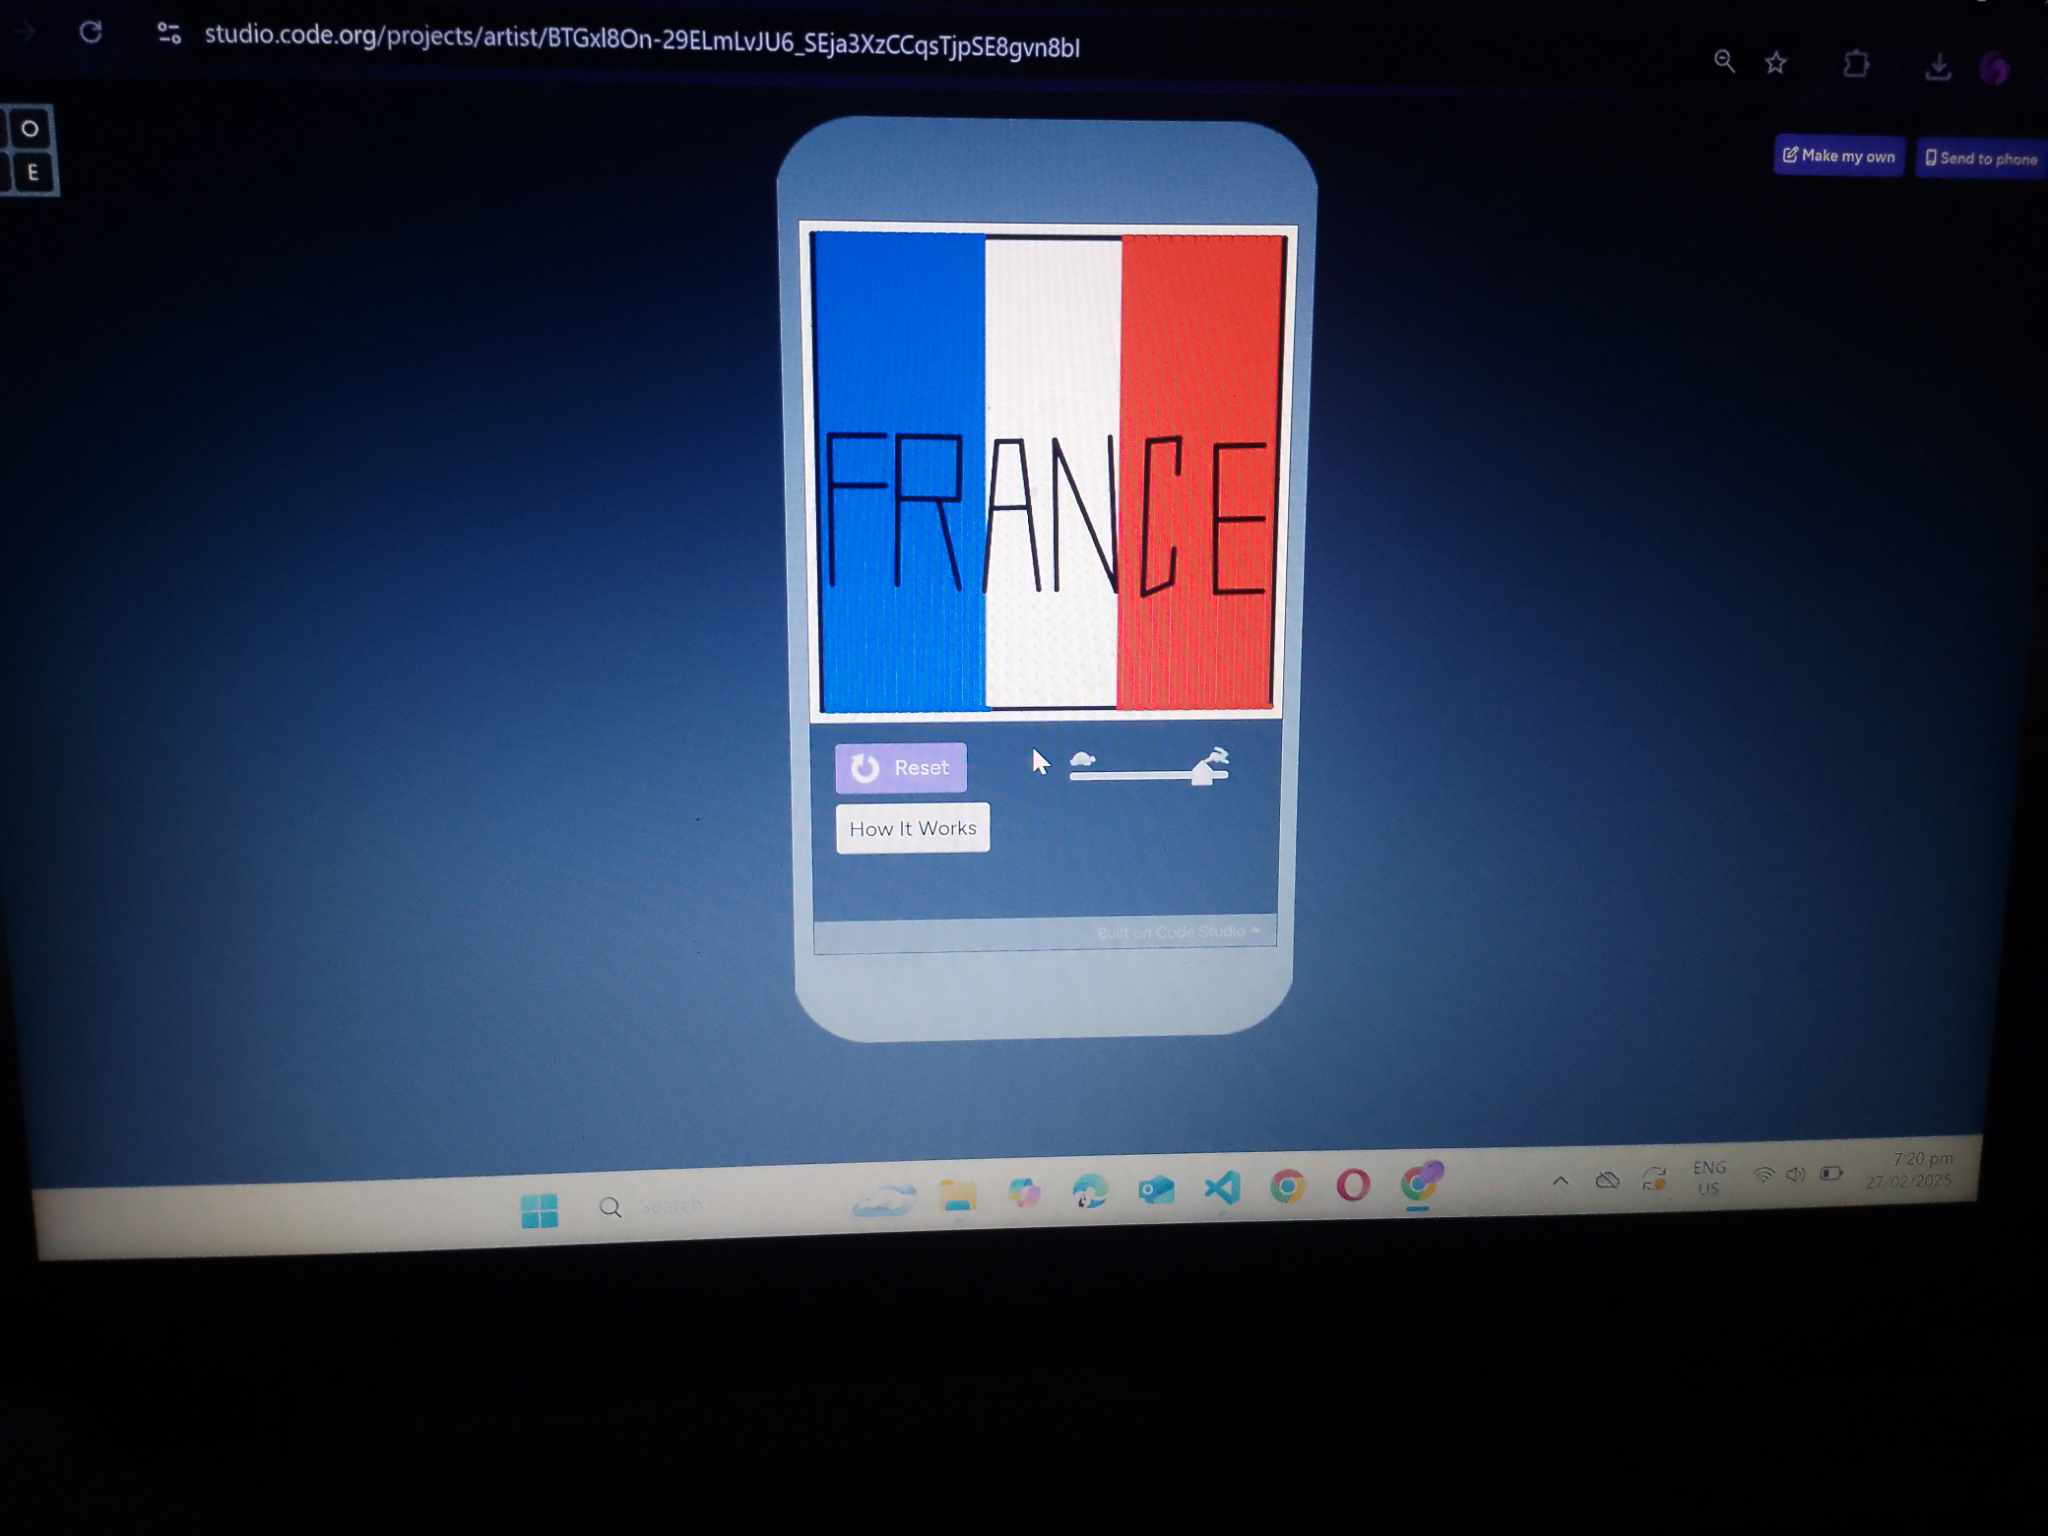 studio.code.org/projects/artist/BTGxl8On-29ELmLvJU6_SEja3XzCCqsTjpSE8gvn8bI
O
E
Make my own
Send to phone
FRANCE
Reset
How It Works
Built on Code Studio
Search
ENG
US
7:20 pm
27/02/2025